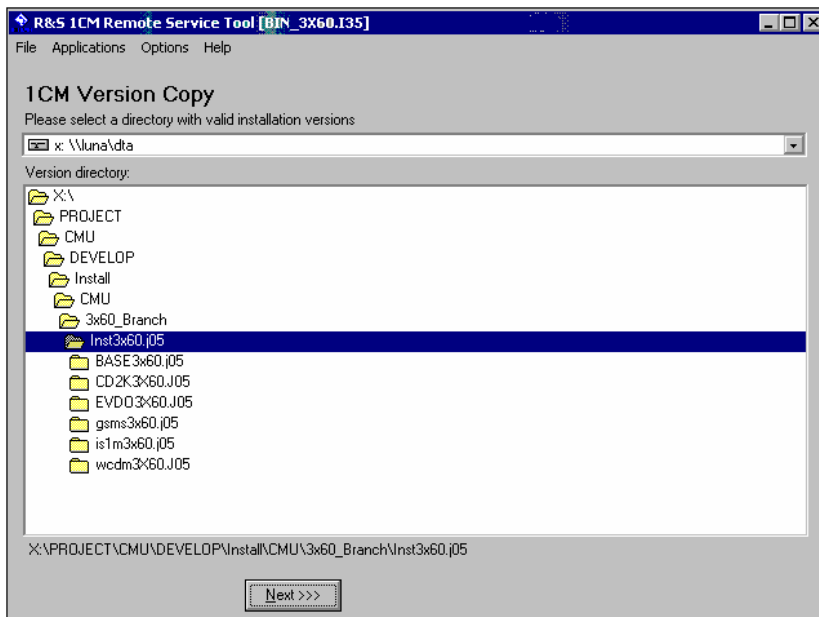 R&S 1CM Remote Service Tool [BIN_3X60.I35]
File Applications Options Help
1CM Version Copy
Please select a directory with valid installation versions
x: \\luna\dta
Version directory:
X:\
PROJECT
CMU
DEVELOP
Install
CMU
3x60_Branch
Inst3x60.j05
BASE3x60.j05
CD2K3X60.J05
EVDO3X60.J05
gsms3x60.j05
is1m3x60.j05
wcdm3X60.J05
X:\PROJECT\CMU\DEVELOP\Install\CMU\3x60_Branch\Inst3x60.j05
Next >>>